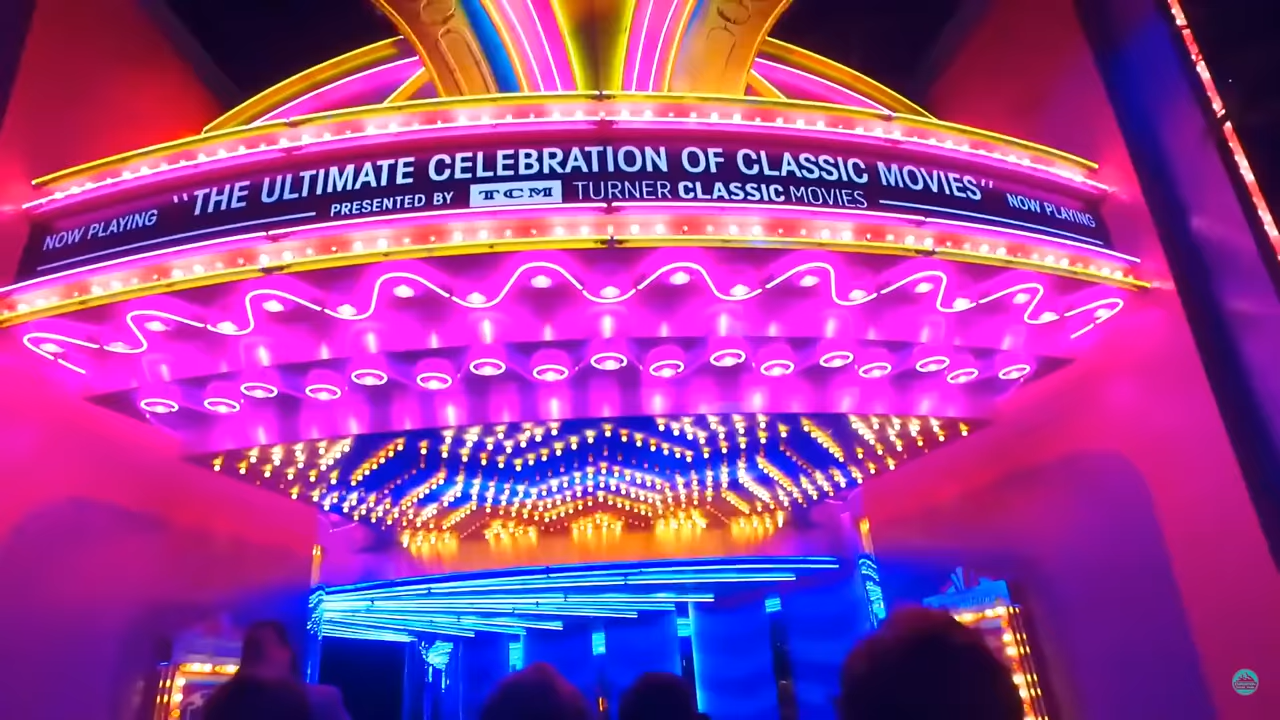 "THE ULTIMATE CELEBRATION OF CLASSIC MOVIES"
NOW PLAYING
PRESENTED BY TCM TURNER CLASSIC MOVIES
NOW PLAYING